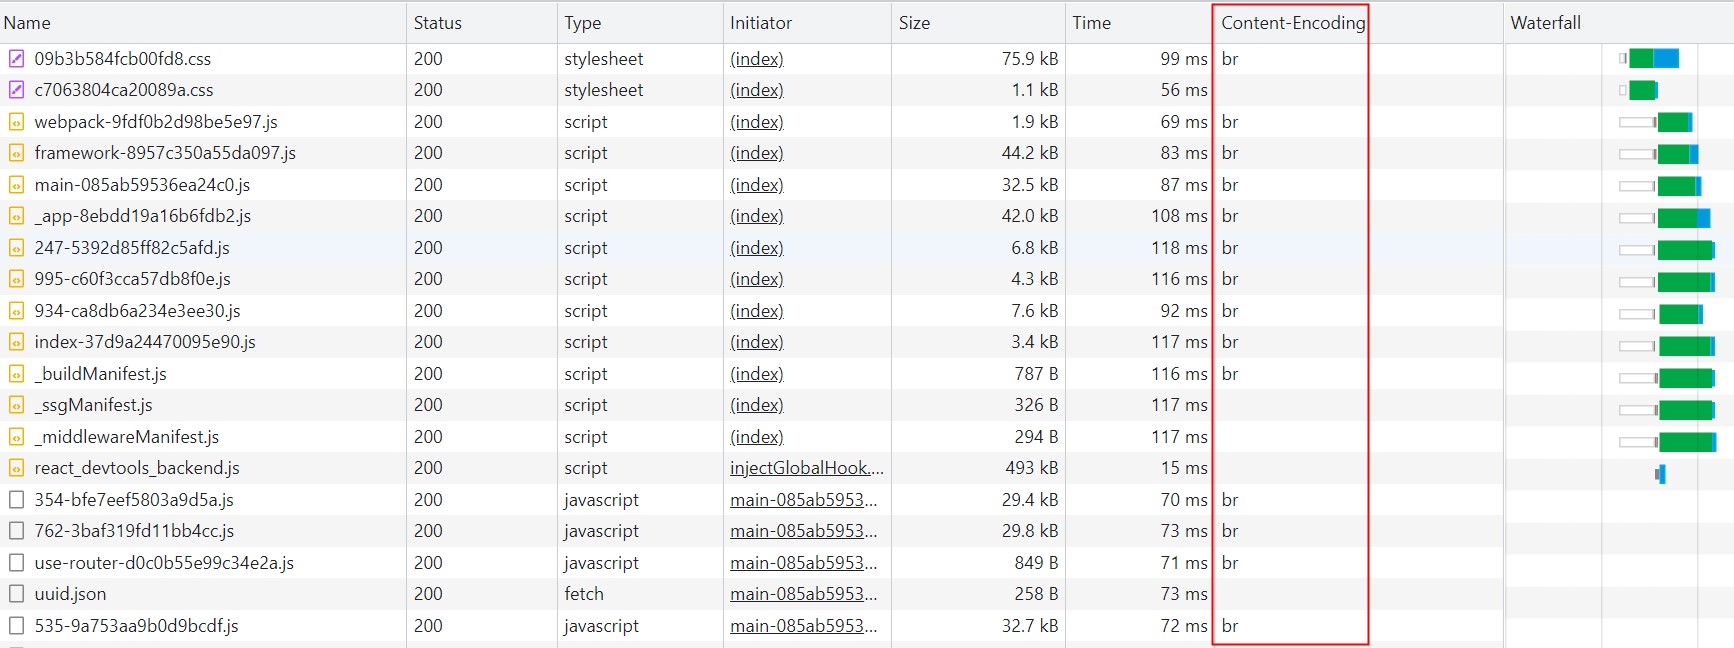 Name Status Type Initiator Size Time Content-Encoding Waterfall
09b3b584fcb00fd8.css 200 stylesheet (index) 75.9 kB 99 ms br
c7063804ca20089a.css 200 stylesheet (index) 1.1 kB 56 ms
webpack-9fdf0b2d98be5e97.js 200 script (index) 1.9 kB 69 ms br
framework-8957c350a55da097.js 200 script (index) 44.2 kB 83 ms br
main-085ab59536ea24c0.js 200 script (index) 32.5 kB 87 ms br
_app-8ebdd19a16b6fdb2.js 200 script (index) 42.0 kB 108 ms br
247-5392d85ff82c5afd.js 200 script (index) 6.8 kB 118 ms br
995-c60f3cca57db8f0e.js 200 script (index) 4.3 kB 116 ms br
934-ca8db6a234e3ee30.js 200 script (index) 7.6 kB 92 ms br
index-37d9a24470095e90.js 200 script (index) 3.4 kB 117 ms br
_buildManifest.js 200 script (index) 787 B 116 ms br
_ssgManifest.js 200 script (index) 326 B 117 ms
_middlewareManifest.js 200 script (index) 294 B 117 ms
react_devtools_backend.js 200 script injectGlobalHook.... 493 kB 15 ms
354-bfe7eef5803a9d5a.js 200 javascript main-085ab5953... 29.4 kB 70 ms br
762-3baf319fd11bb4cc.js 200 javascript main-085ab5953... 29.8 kB 73 ms br
use-router-d0c0b55e99c34e2a.js 200 javascript main-085ab5953... 849 B 71 ms br
uuid.json 200 fetch main-085ab5953... 258 B 73 ms
535-9a753aa9b0d9bcdf.js 200 javascript main-085ab5953... 32.7 kB 72 ms br